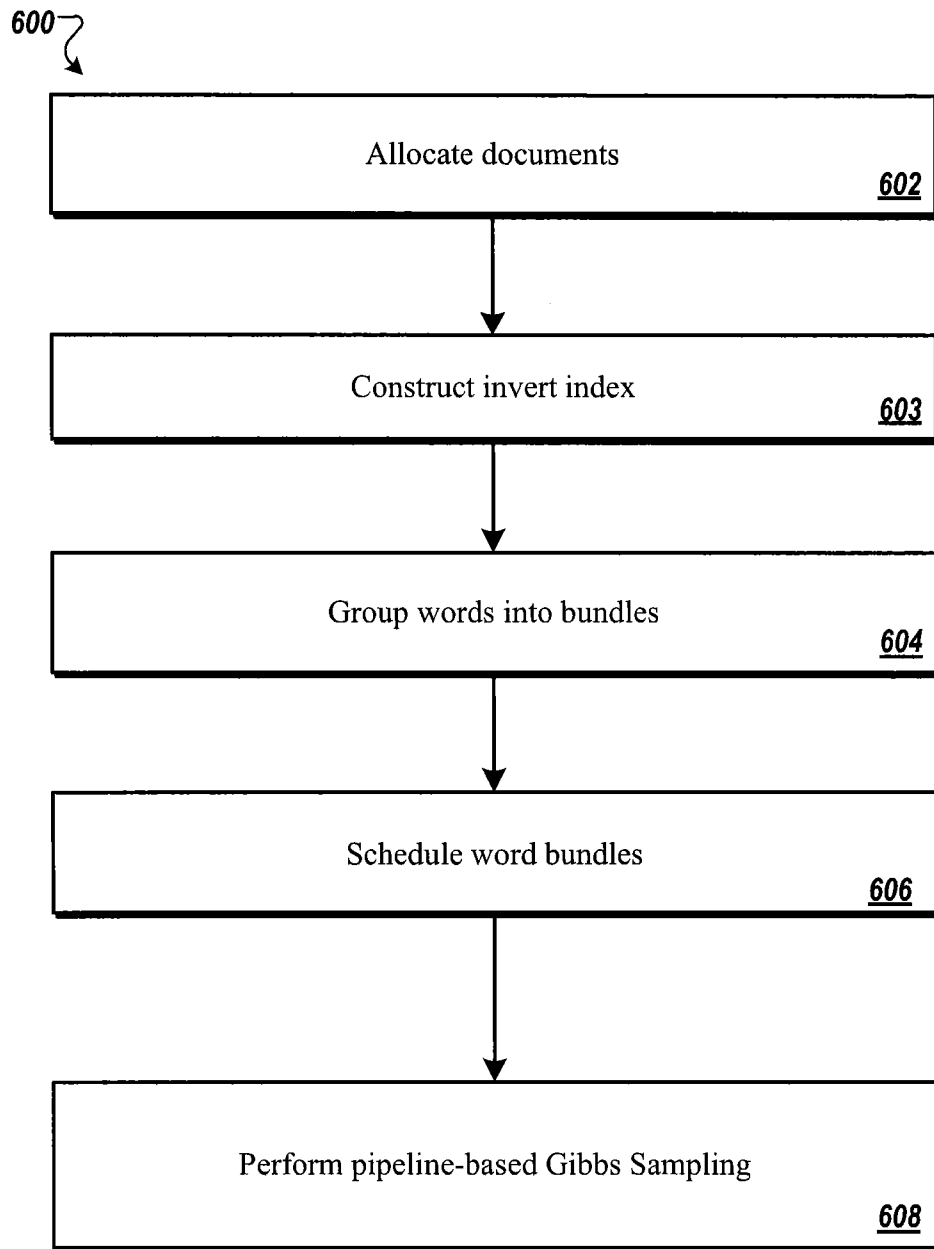 600
Allocate documents
602
Construct invert index
603
Group words into bundles
604
Schedule word bundles
606
Perform pipeline-based Gibbs Sampling
608